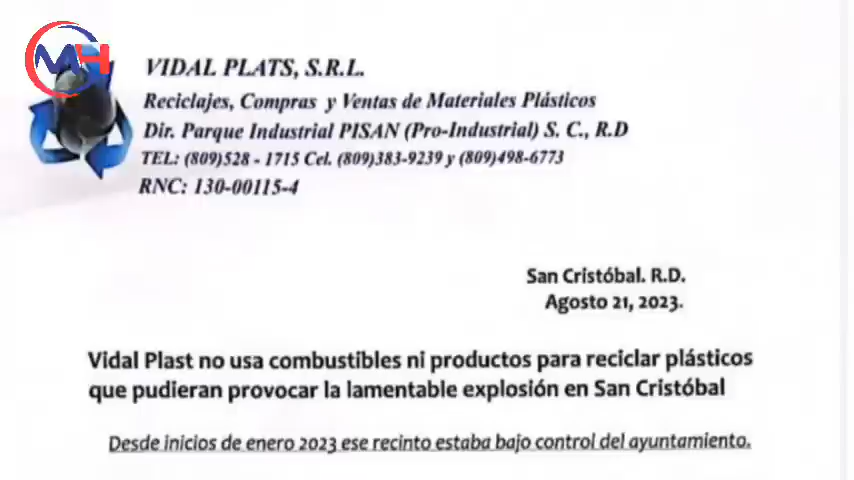 MH
VIDAL PLATS, S.R.L.
Reciclajes, Compras y Ventas de Materiales Plásticos
Dir. Parque Industrial PISAN (Pro-Industrial) S. C., R.D
TEL: (809)528 - 1715 Cel. (809)383-9239 y (809)498-6773
RNC: 130-00115-4
San Cristóbal. R.D.
Agosto 21, 2023.
Vidal Plast no usa combustibles ni productos para reciclar plásticos
que pudieran provocar la lamentable explosión en San Cristóbal
Desde inicios de enero 2023 ese recinto estaba bajo control del ayuntamiento.